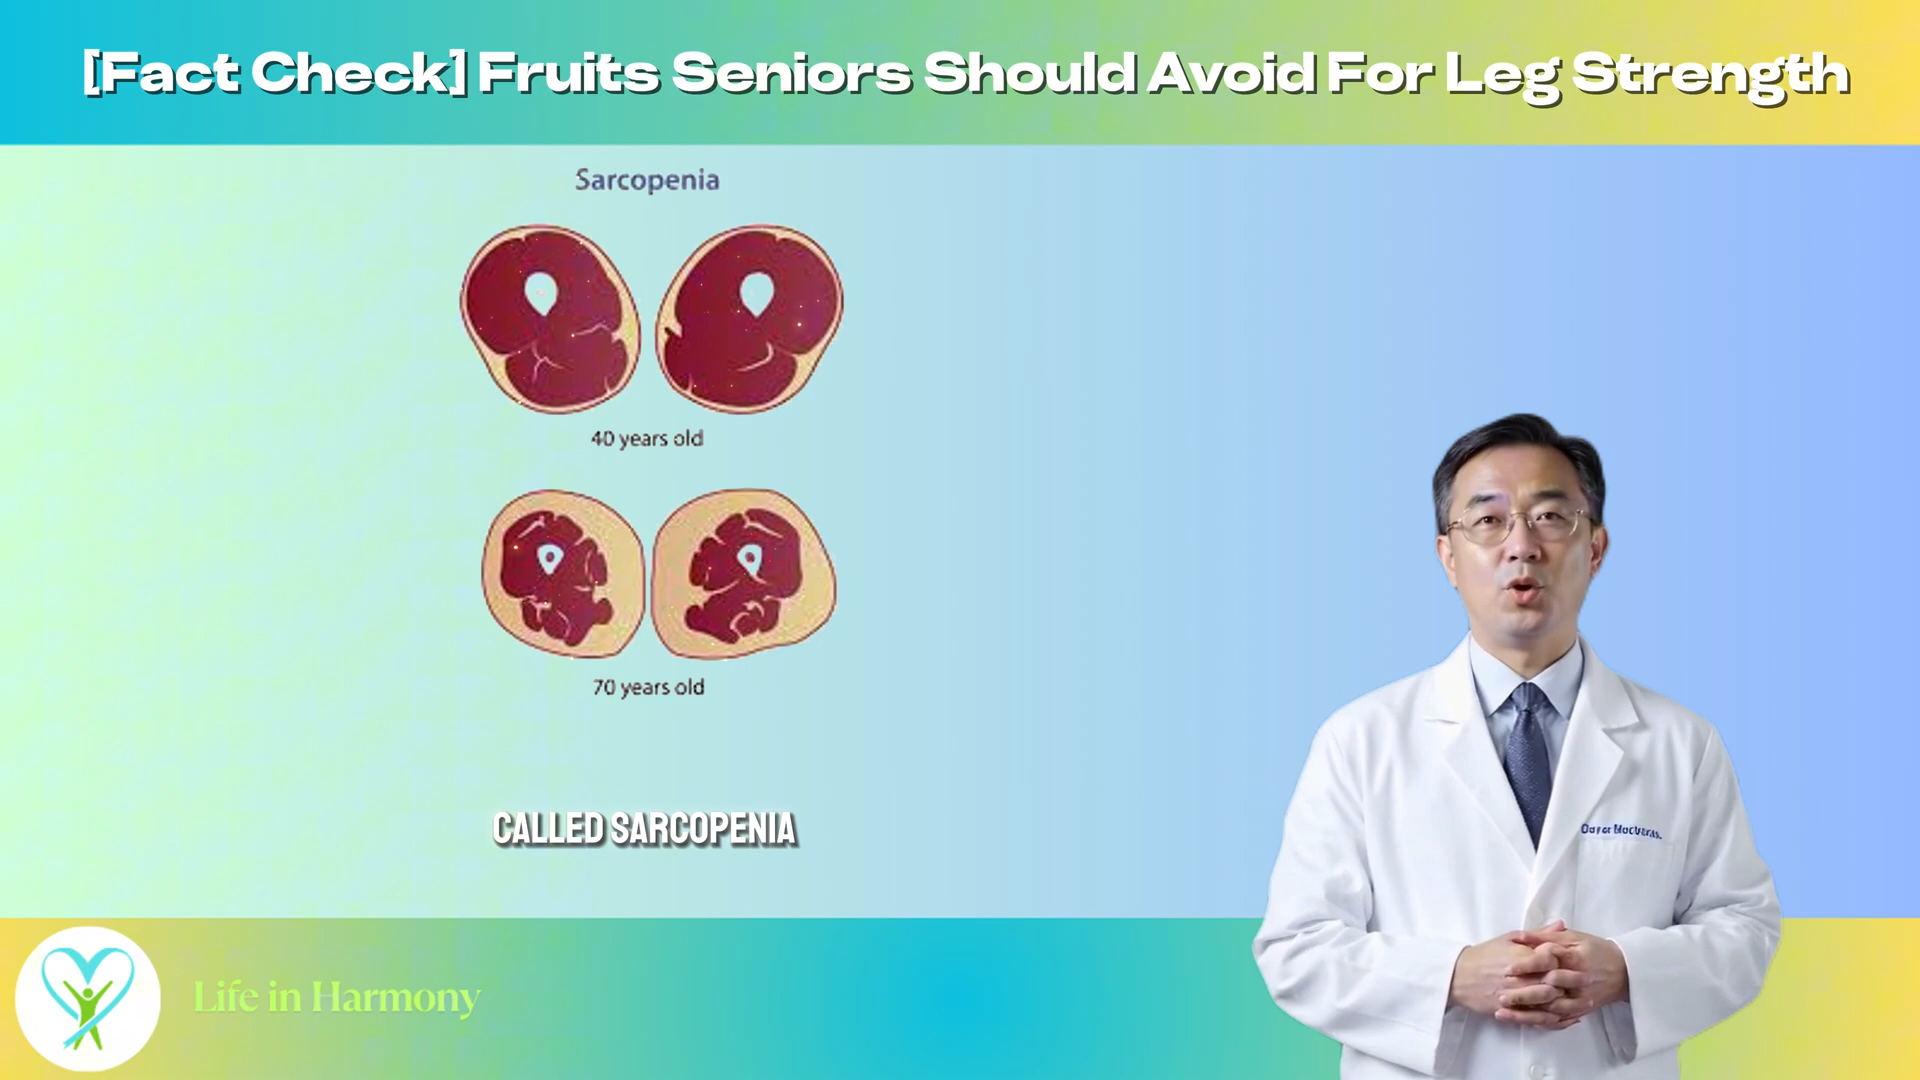 [Fact Check] Fruits Seniors Should Avoid For Leg Strength
Sarcopenia
40 years old
70 years old
CALLED SARCOPENIA
Life in Harmony